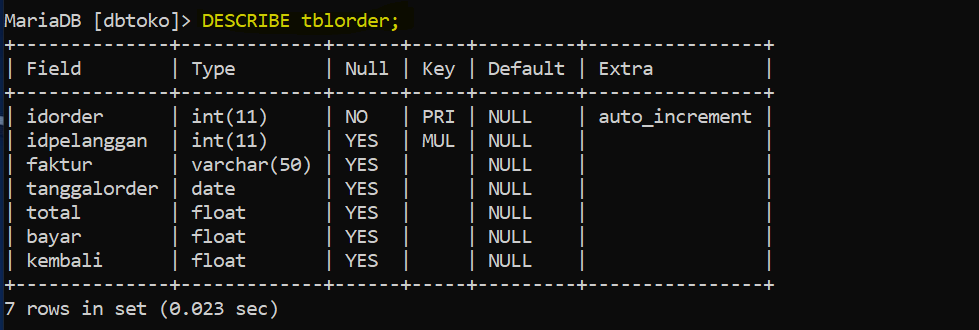 MariaDB [dbtoko]> DESCRIBE tblorder;
+--------------+-------------+------+-----+---------+----------------+
| Field        | Type        | Null | Key | Default | Extra          |
+--------------+-------------+------+-----+---------+----------------+
| idorder      | int(11)     | NO   | PRI | NULL    | auto_increment |
| idpelanggan  | int(11)     | YES  | MUL | NULL    |                |
| faktur       | varchar(50) | YES  |     | NULL    |                |
| tanggalorder | date        | YES  |     | NULL    |                |
| total        | float       | YES  |     | NULL    |                |
| bayar        | float       | YES  |     | NULL    |                |
| kembali      | float       | YES  |     | NULL    |                |
+--------------+-------------+------+-----+---------+----------------+
7 rows in set (0.023 sec)